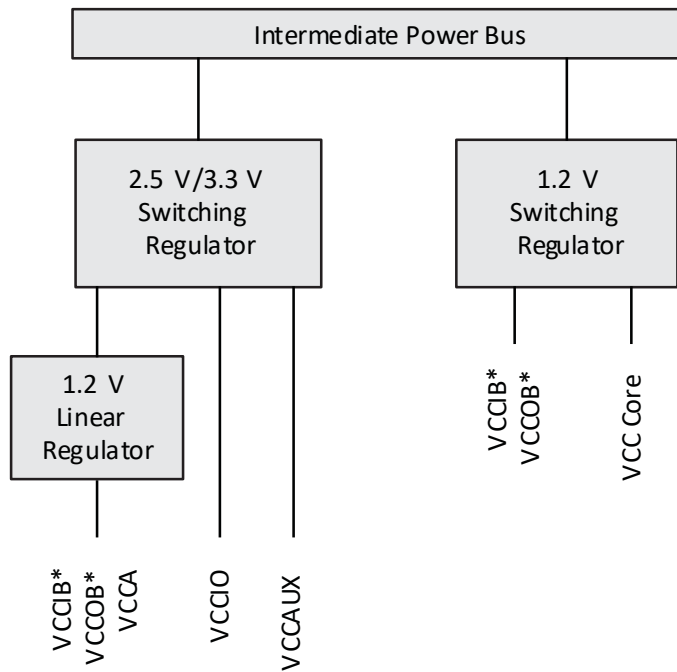 Intermediate Power Bus
2.5 V/3.3 V
Switching
Regulator
1.2 V
Switching
Regulator
1.2 V
Linear
Regulator
VCCIB*
VCCOB*
VCC Core
VCCIB*
VCCOB*
VCCA
VCCIO
VCCAUX